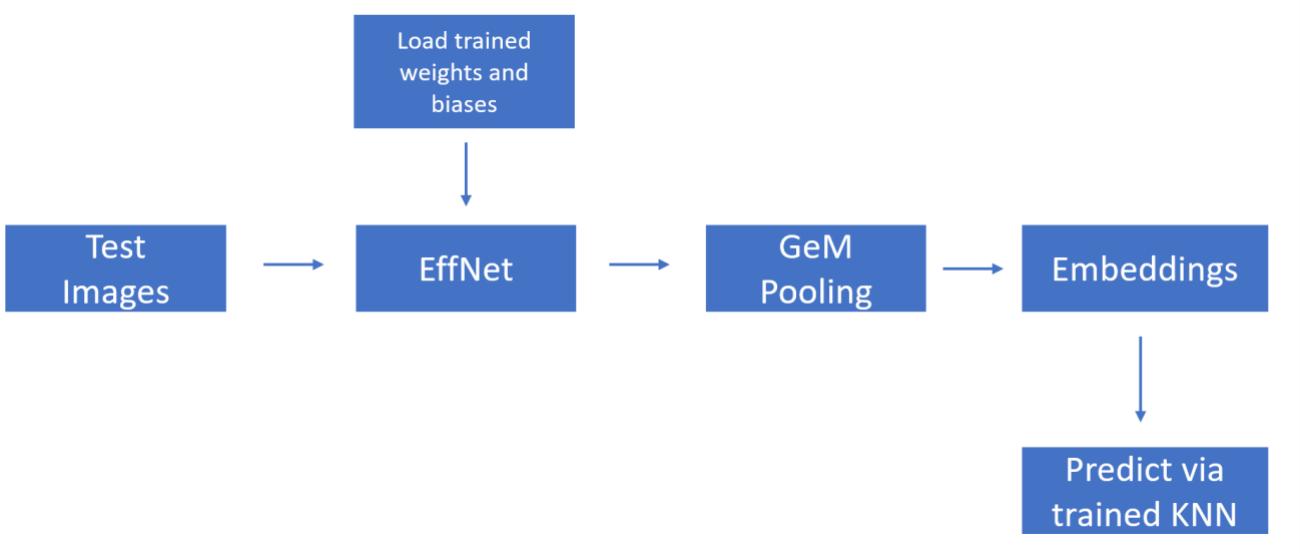 Load trained
weights and
biases
Test
Images
EffNet
GeM
Pooling
Embeddings
Predict via
trained KNN